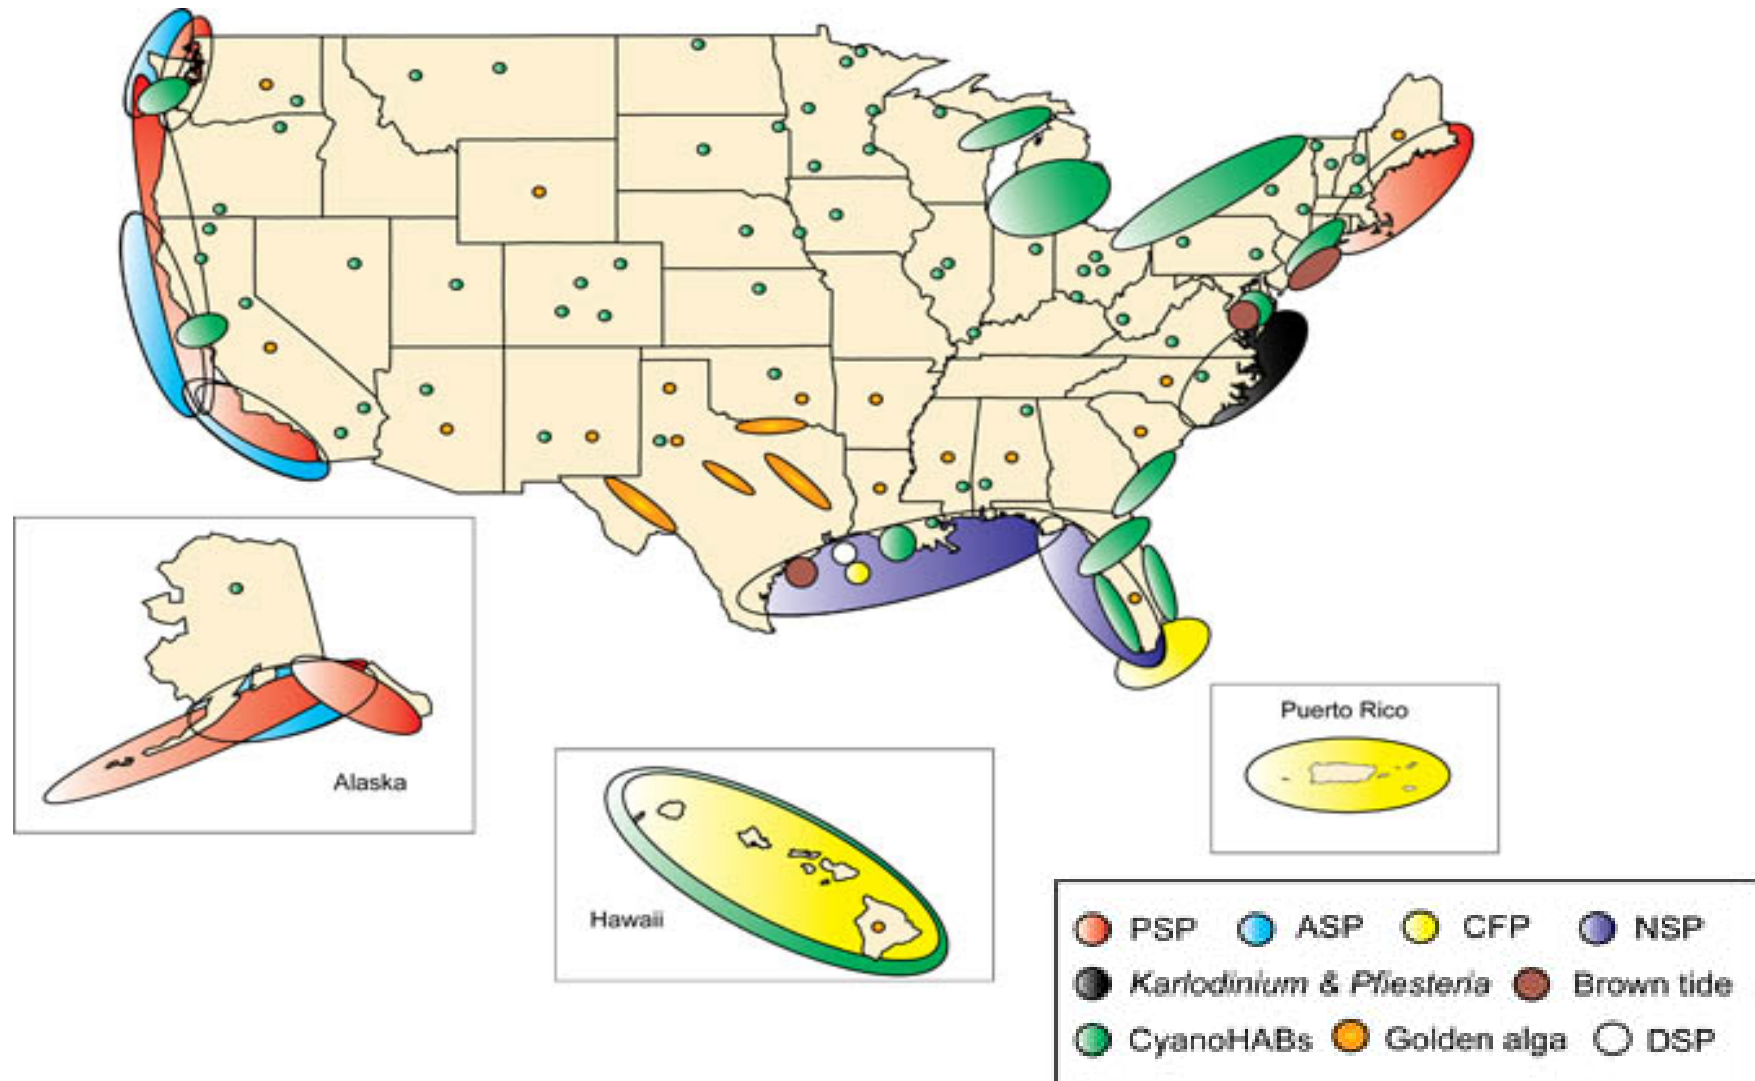 Alaska
Hawaii
Puerto Rico
PSP ASP CFP NSP
Karlodinium & Pfiesteria Brown tide
CyanoHABs Golden alga DSP